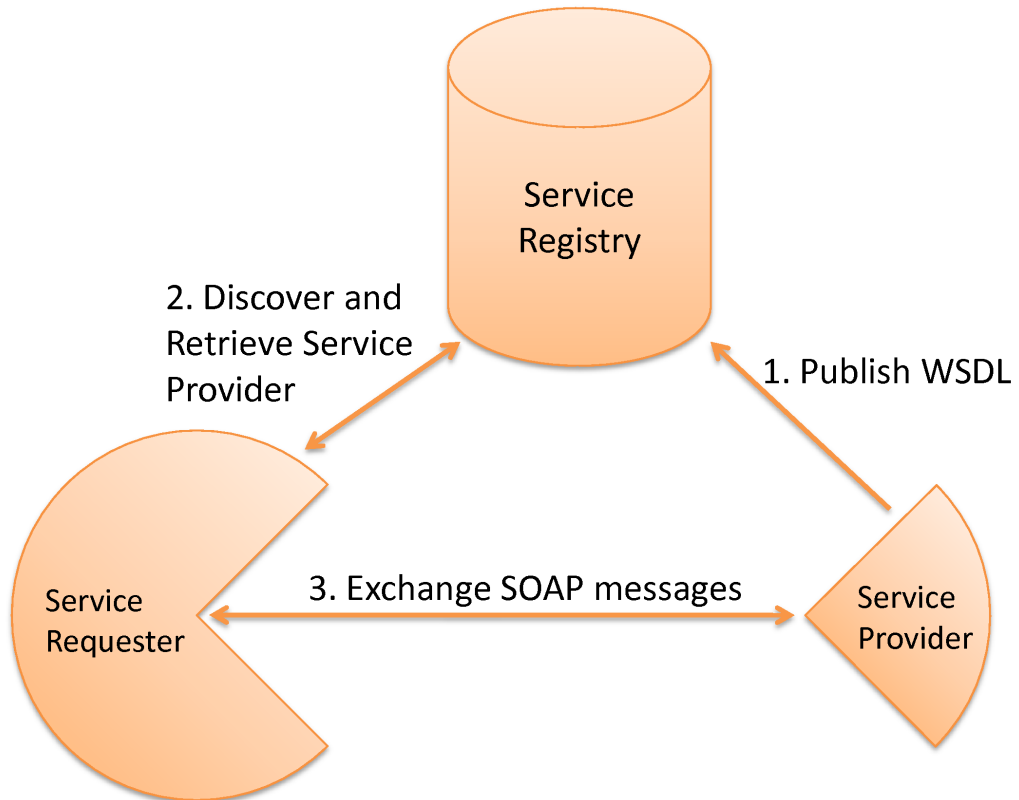 Service
Registry
2. Discover and
Retrieve Service
Provider
1. Publish WSDL
3. Exchange SOAP messages
Service
Requester
Service
Provider